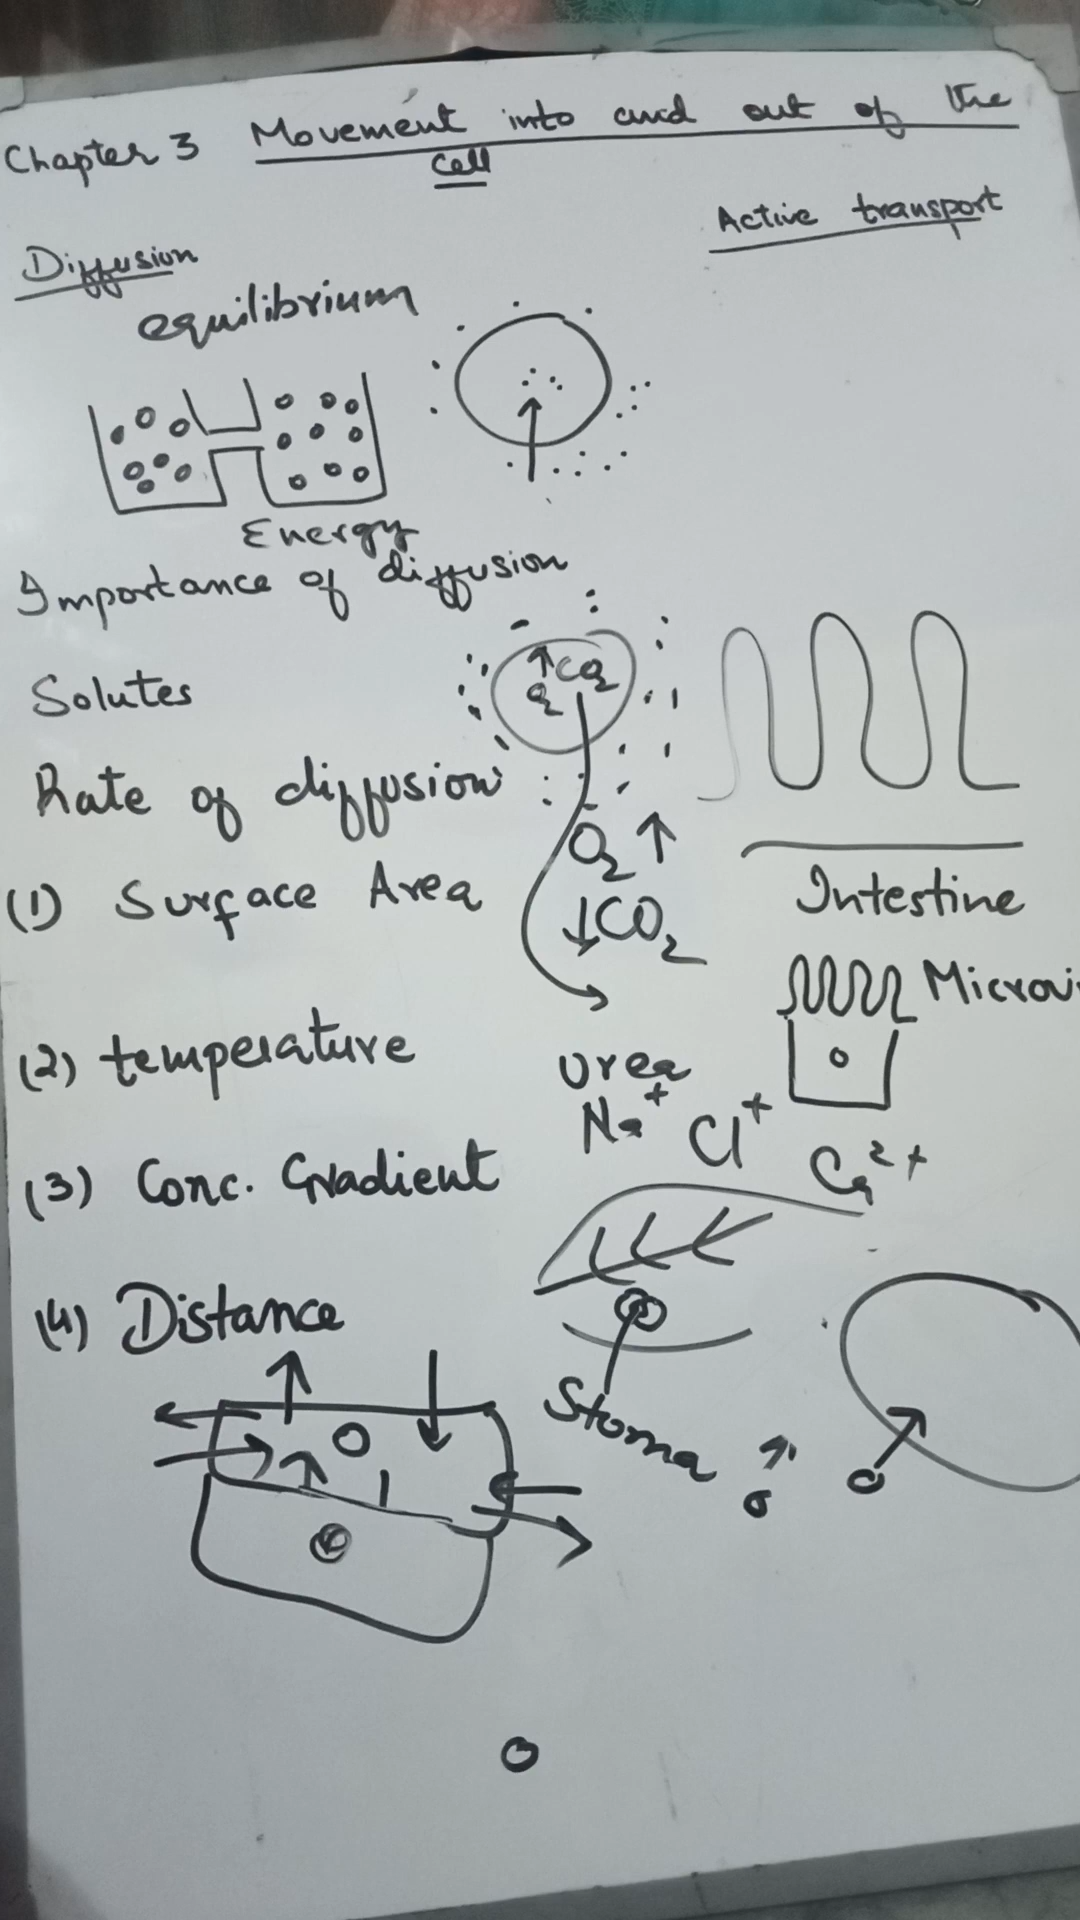 Chapter 3 Movement into and out of the
cell
Active transport
Diffusion
equilibrium
Energy
Importance of diffusion
Solutes
↑CO2
O2
Rate of diffusion
O2 ↑
↓CO2
(1) Surface Area
Intestine
Microvi
(2) temperature
Urea
Na+ Cl+
Ca2+
(3) Conc. Gradient
(4) Distance
Stoma